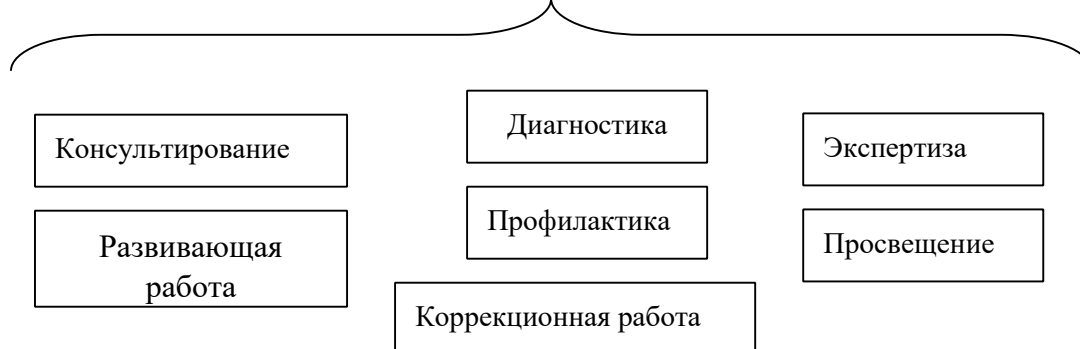 Консультирование
Развивающая
работа
Диагностика
Профилактика
Коррекционная работа
Экспертиза
Просвещение